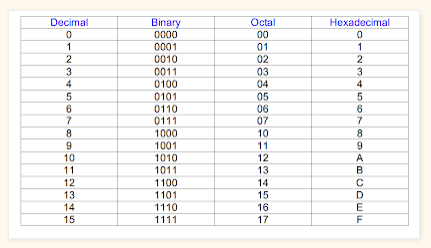 Decimal Binary Octal Hexadecimal
0 0000 00 0
1 0001 01 1
2 0010 02 2
3 0011 03 3
4 0100 04 4
5 0101 05 5
6 0110 06 6
7 0111 07 7
8 1000 10 8
9 1001 11 9
10 1010 12 A
11 1011 13 B
12 1100 14 C
13 1101 15 D
14 1110 16 E
15 1111 17 F